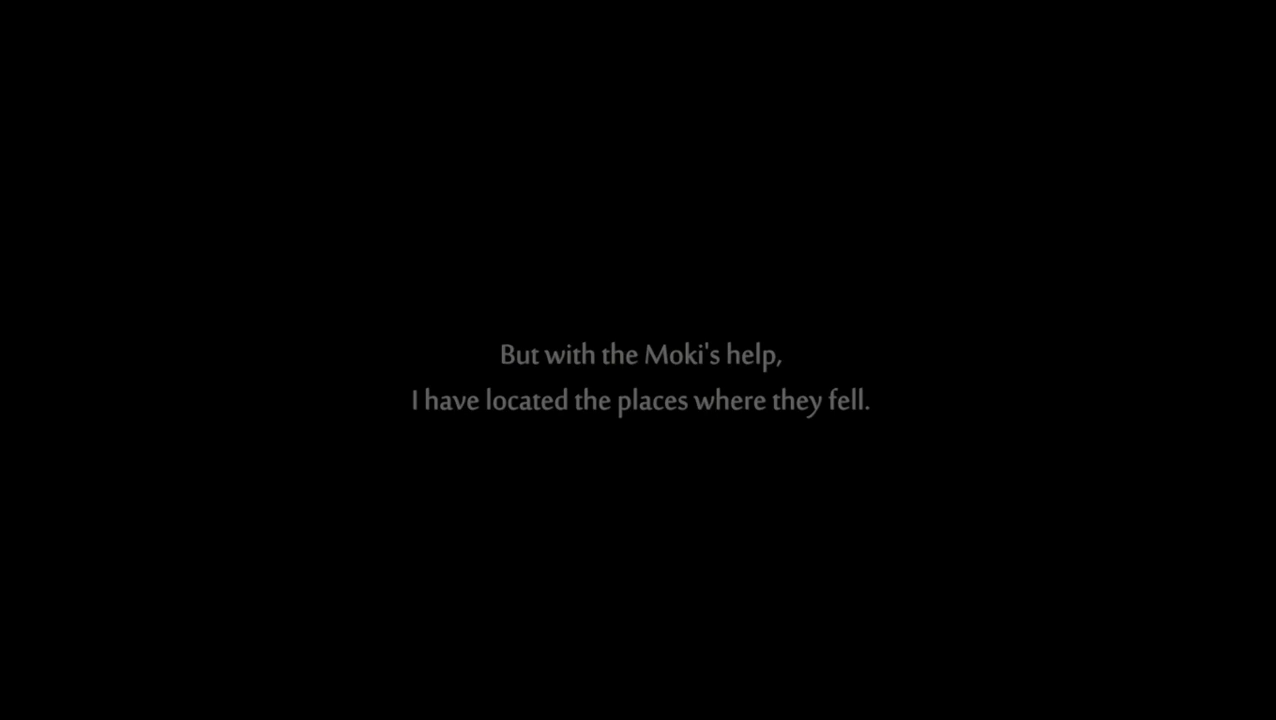 But with the Moki's help,
I have located the places where they fell.